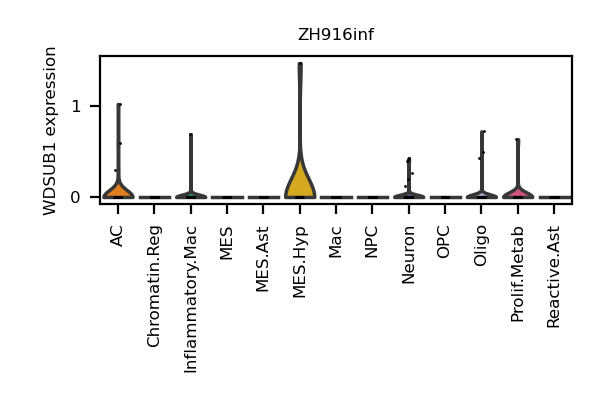 ZH916inf
WDSUB1 expression
1
0
AC
Chromatin.Reg
Inflammatory.Mac
MES
MES.Ast
MES.Hyp
Mac
NPC
Neuron
OPC
Oligo
Prolif.Metab
Reactive.Ast